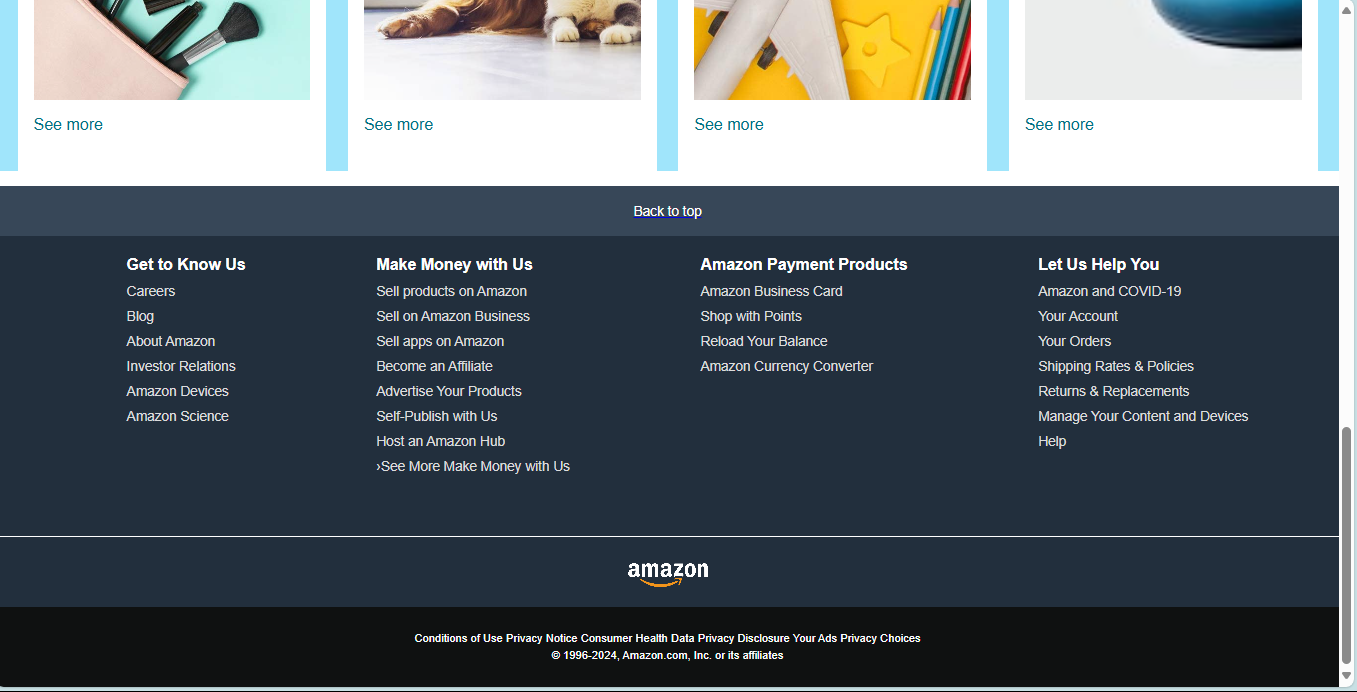 See more
See more
See more
See more
Back to top
Get to Know Us
Careers
Blog
About Amazon
Investor Relations
Amazon Devices
Amazon Science
Make Money with Us
Sell products on Amazon
Sell on Amazon Business
Sell apps on Amazon
Become an Affiliate
Advertise Your Products
Self-Publish with Us
Host an Amazon Hub
›See More Make Money with Us
Amazon Payment Products
Amazon Business Card
Shop with Points
Reload Your Balance
Amazon Currency Converter
Let Us Help You
Amazon and COVID-19
Your Account
Your Orders
Shipping Rates & Policies
Returns & Replacements
Manage Your Content and Devices
Help
amazon
Conditions of Use Privacy Notice Consumer Health Data Privacy Disclosure Your Ads Privacy Choices
© 1996-2024, Amazon.com, Inc. or its affiliates